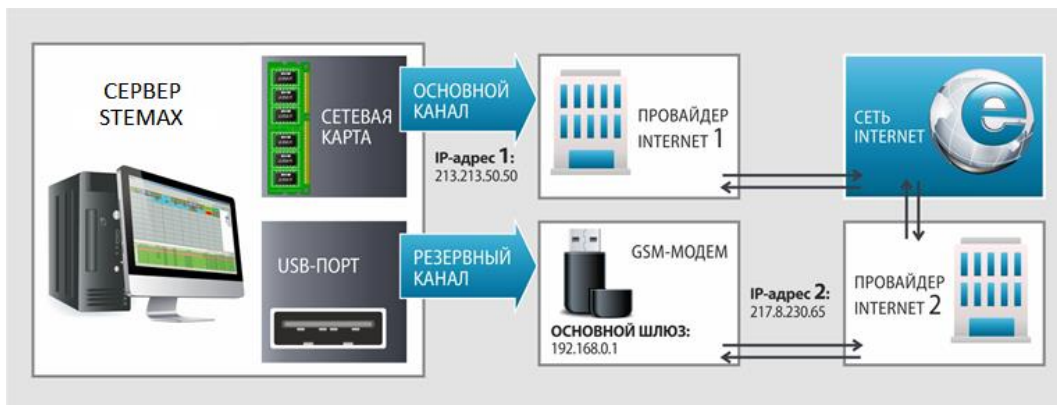 СЕРВЕР
STEMAX
СЕТЕВАЯ
КАРТА
ОСНОВНОЙ
КАНАЛ
IP-адрес 1:
213.213.50.50
ПРОВАЙДЕР
INTERNET 1
СЕТЬ
INTERNET
USB-ПОРТ
РЕЗЕРВНЫЙ
КАНАЛ
GSM-МОДЕМ
ОСНОВНОЙ ШЛЮЗ:
192.168.0.1
IP-адрес 2:
217.8.230.65
ПРОВАЙДЕР
INTERNET 2